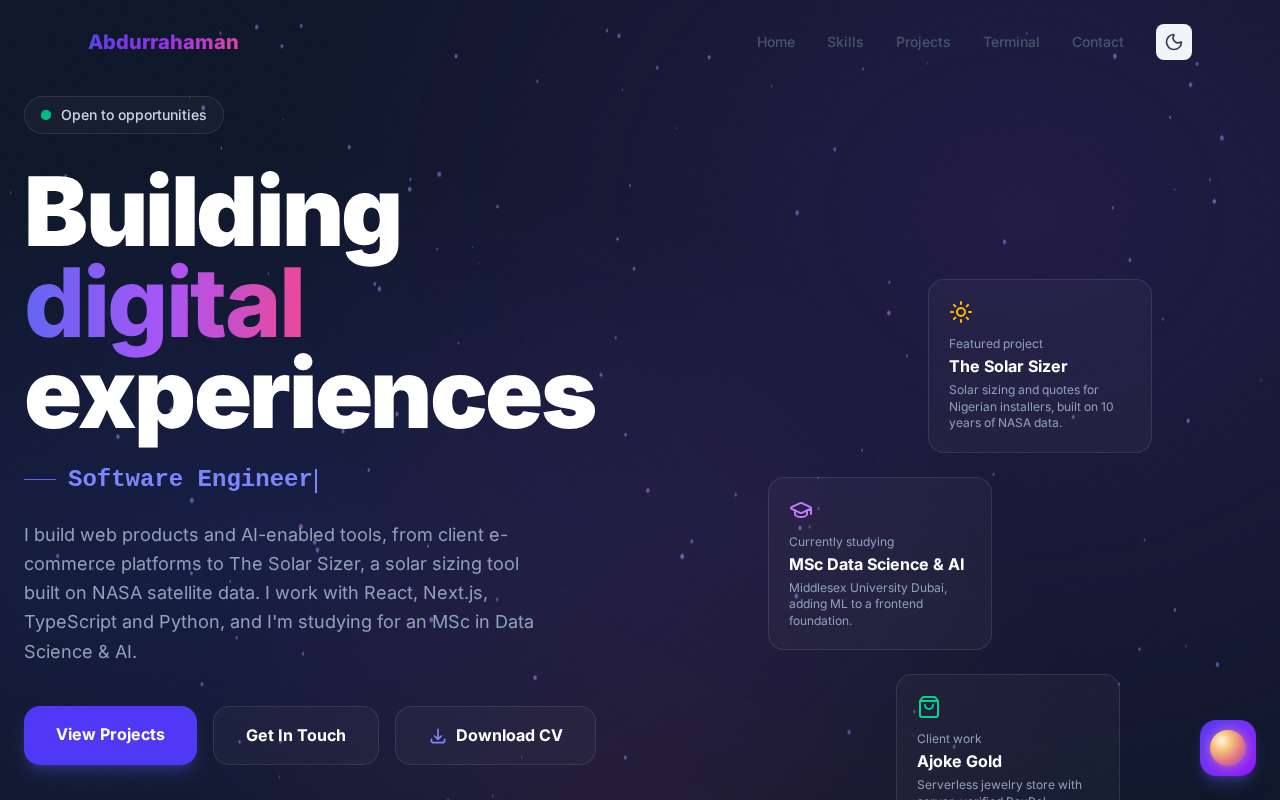 Abdurrahaman
Home
Skills
Projects
Terminal
Contact
Open to opportunities
Building
digital
experiences
Software Engineer
I build web products and AI-enabled tools, from client e-
commerce platforms to The Solar Sizer, a solar sizing tool
built on NASA satellite data. I work with React, Next.js,
TypeScript and Python, and I'm studying for an MSc in Data
Science & AI.
View Projects
Get In Touch
Download CV
Featured project
The Solar Sizer
Solar sizing and quotes for
Nigerian installers, built on 10
years of NASA data.
Currently studying
MSc Data Science & AI
Middlesex University Dubai,
adding ML to a frontend
foundation.
Client work
Ajoke Gold
Serverless jewelry store with
server-verified PayPal